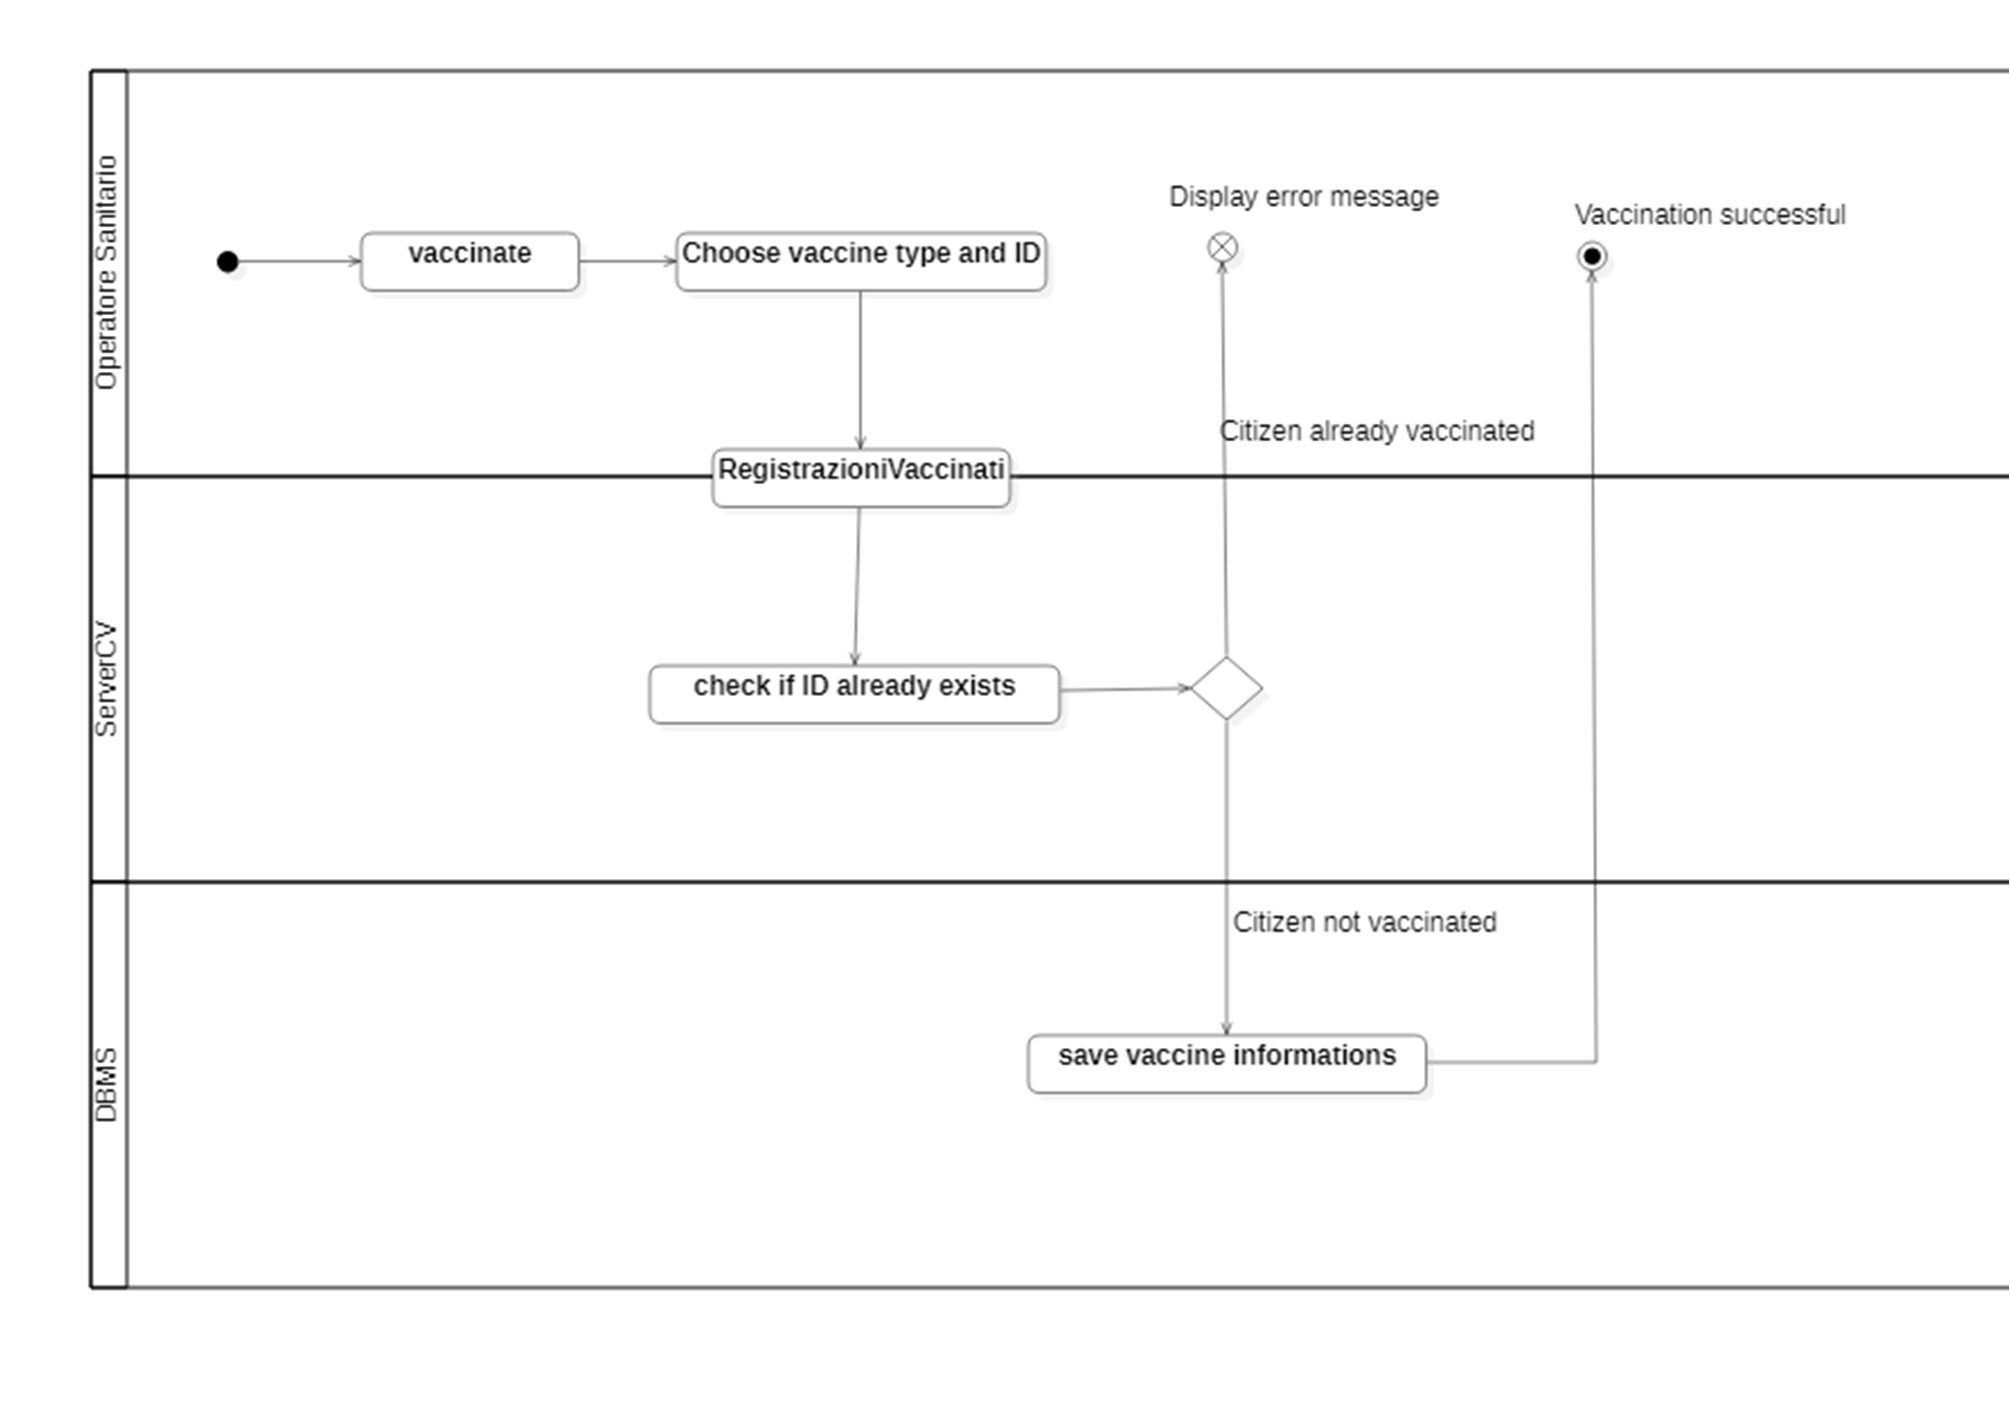 Operatore Sanitario
vaccinate
Choose vaccine type and ID
Display error message
Vaccination successful
Citizen already vaccinated
RegistrazioniVaccinati
ServerCV
check if ID already exists
DBMS
Citizen not vaccinated
save vaccine informations